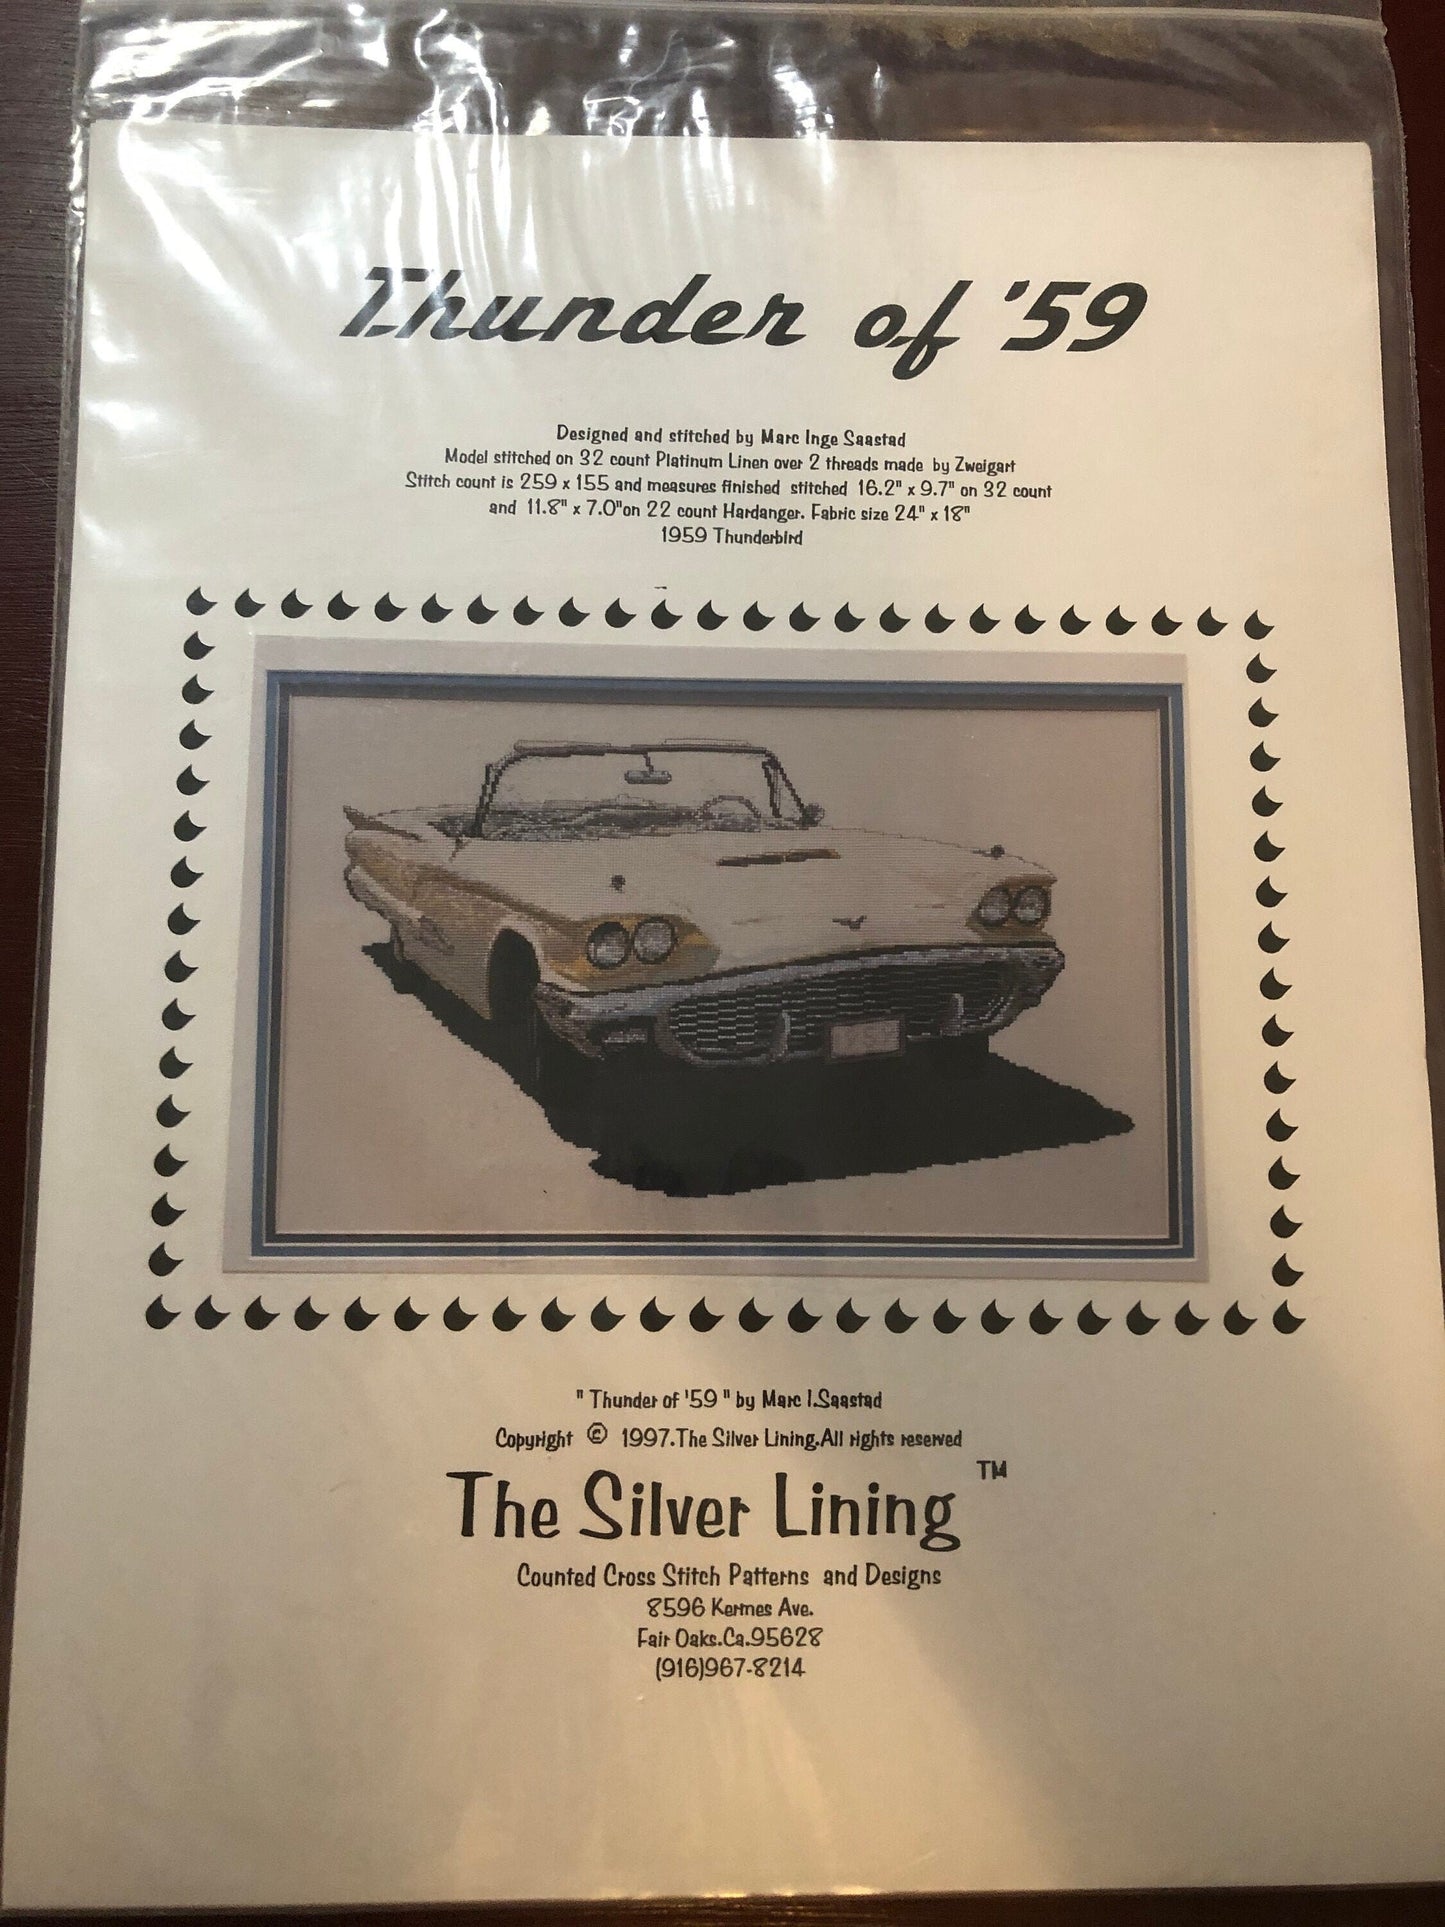 Thunder of '59
Designed and stitched by Marc Inge Saastad
Model stitched on 32 count Platinum Linen over 2 threads made by Zweigart
Stitch count is 259 x 155 and measures finished stitched 16.2" x 9.7" on 32 count
and 11.8" x 7.0"on 22 count Hardanger. Fabric size 24" x 18"
1959 Thunderbird
" Thunder of '59 " by Marc I.Saastad
Copyright © 1997.The Silver Lining.All rights reserved
The Silver Lining ™
Counted Cross Stitch Patterns and Designs
8596 Kermes Ave.
Fair Oaks.Ca.95628
(916)967-8214